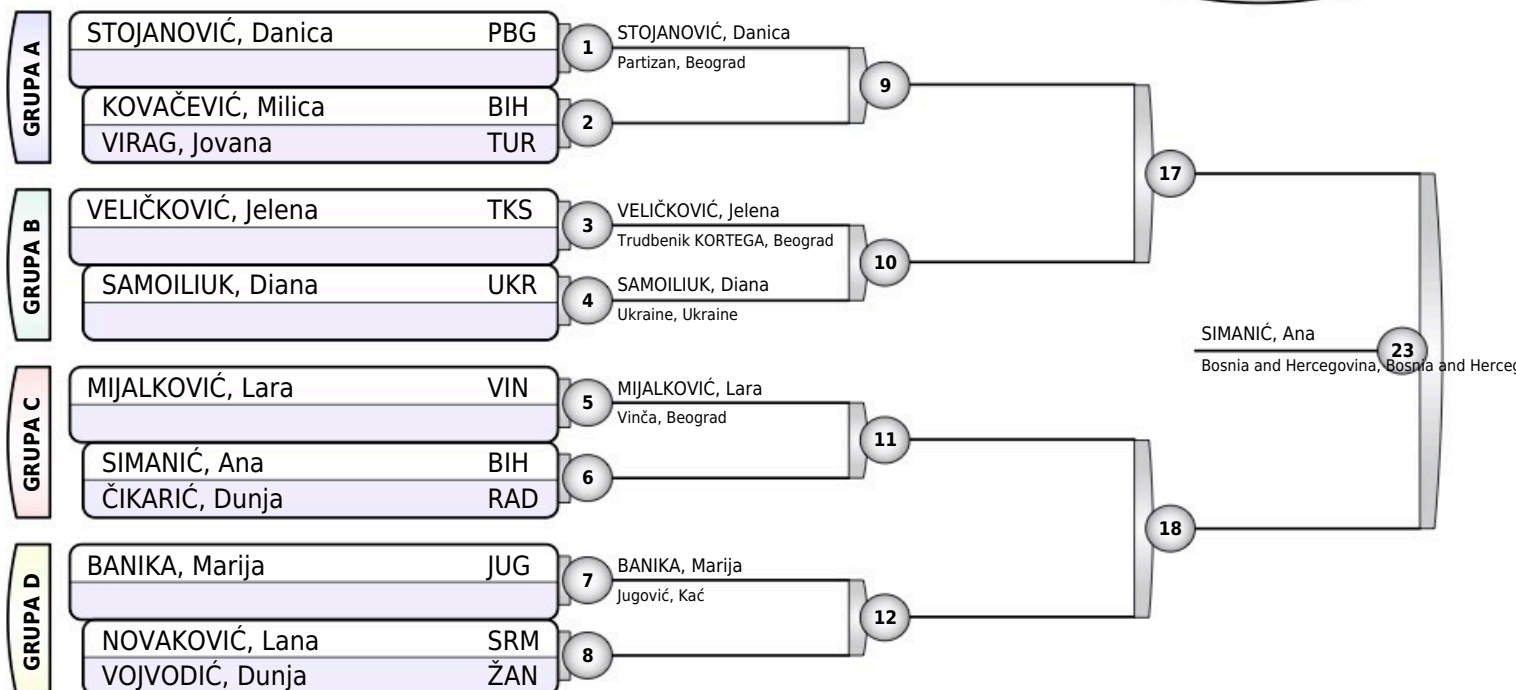 GRUPA A
STOJANOVIĆ, Danica PBG
KOVAČEVIĆ, Milica BIH
VIRAG, Jovana TUR
1
STOJANOVIĆ, Danica
Partizan, Beograd
2
9
GRUPA B
VELIČKOVIĆ, Jelena TKS
SAMOILIUK, Diana UKR
3
VELIČKOVIĆ, Jelena
Trudbenik KORTEGA, Beograd
4
SAMOILIUK, Diana
Ukraine, Ukraine
10
17
GRUPA C
MIJALKOVIĆ, Lara VIN
SIMANIĆ, Ana BIH
ČIKARIĆ, Dunja RAD
5
MIJALKOVIĆ, Lara
Vinča, Beograd
6
11
GRUPA D
BANIKA, Marija JUG
NOVAKOVIĆ, Lana SRM
VOJVODIĆ, Dunja ŽAN
7
BANIKA, Marija
Jugović, Kać
8
12
18
SIMANIĆ, Ana
23
Bosnia and Hercegovina, Bosnia and